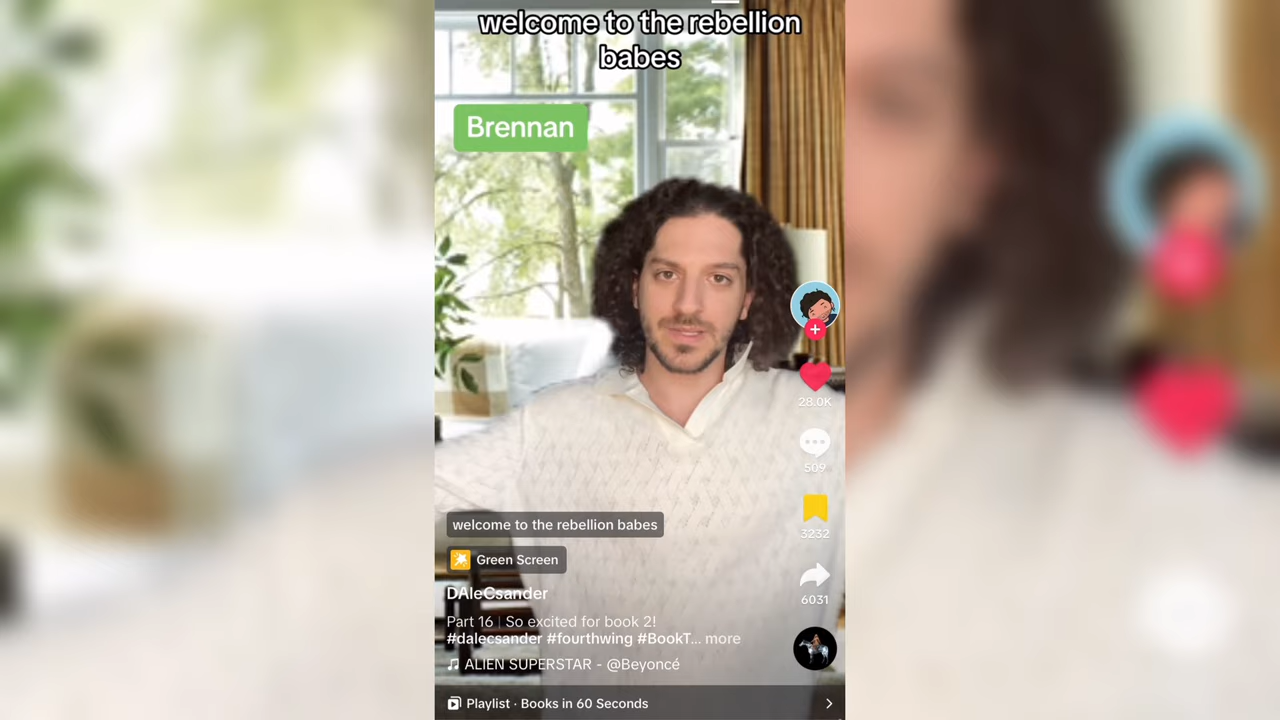 welcome to the rebellion
babes
Brennan
28.0K
509
3232
6031
welcome to the rebellion babes
Green Screen
DAleCsander
Part 16 | So excited for book 2!
#dalecsander #fourthwing #BookT... more
ALIEN SUPERSTAR - @Beyoncé
Playlist · Books in 60 Seconds